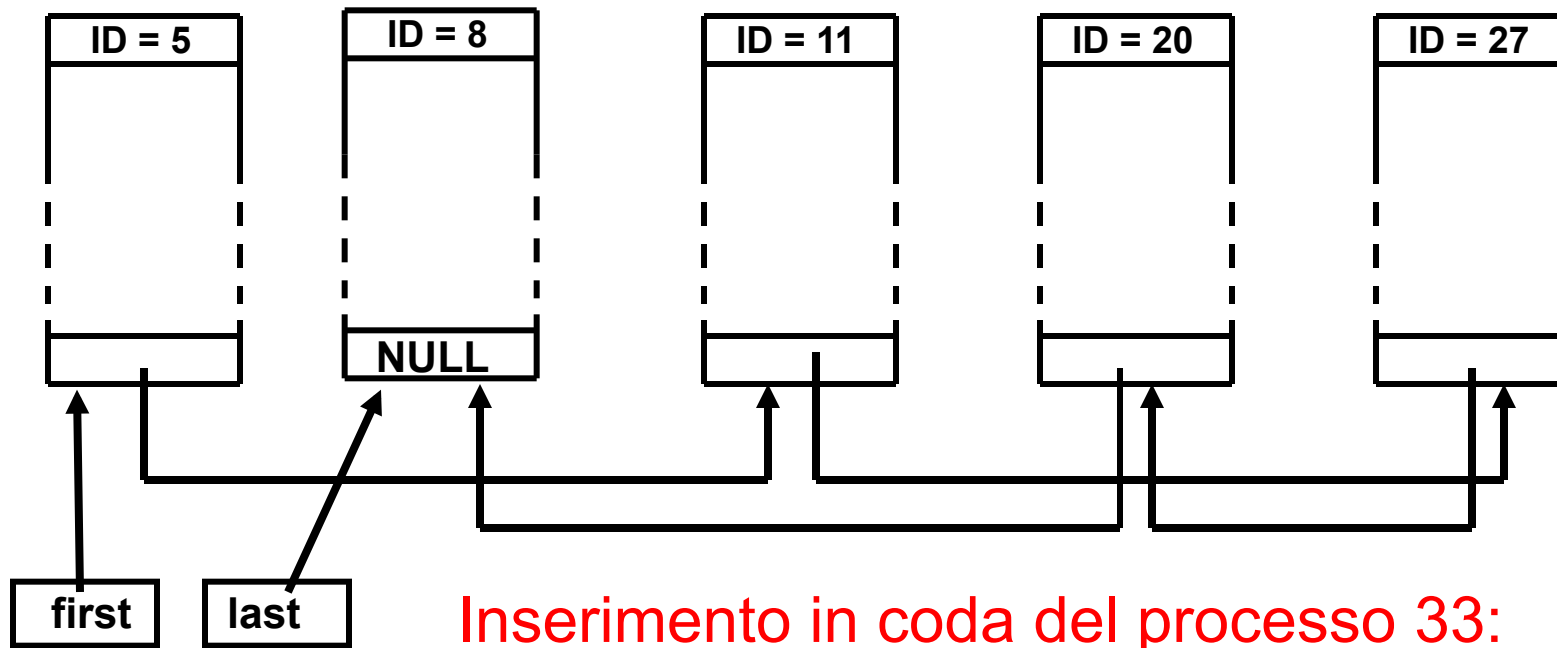 ID = 5
ID = 8
ID = 11
ID = 20
ID = 27
NULL
first
last
Inserimento in coda del processo 33: